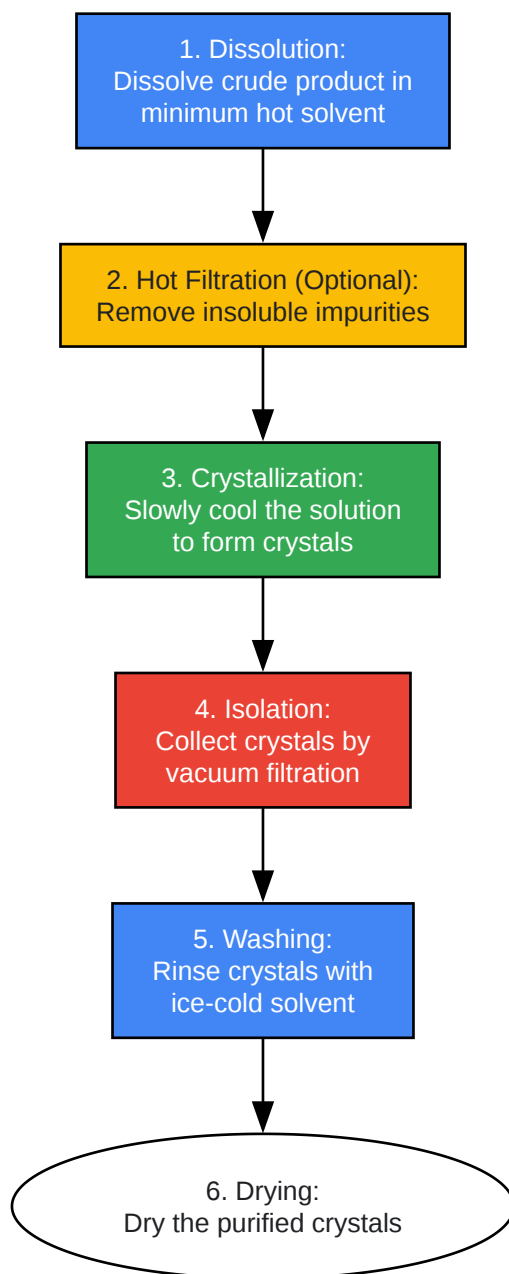 1. Dissolution:
Dissolve crude product in
minimum hot solvent
2. Hot Filtration (Optional):
Remove insoluble impurities
3. Crystallization:
Slowly cool the solution
to form crystals
4. Isolation:
Collect crystals by
vacuum filtration
5. Washing:
Rinse crystals with
ice-cold solvent
6. Drying:
Dry the purified crystals